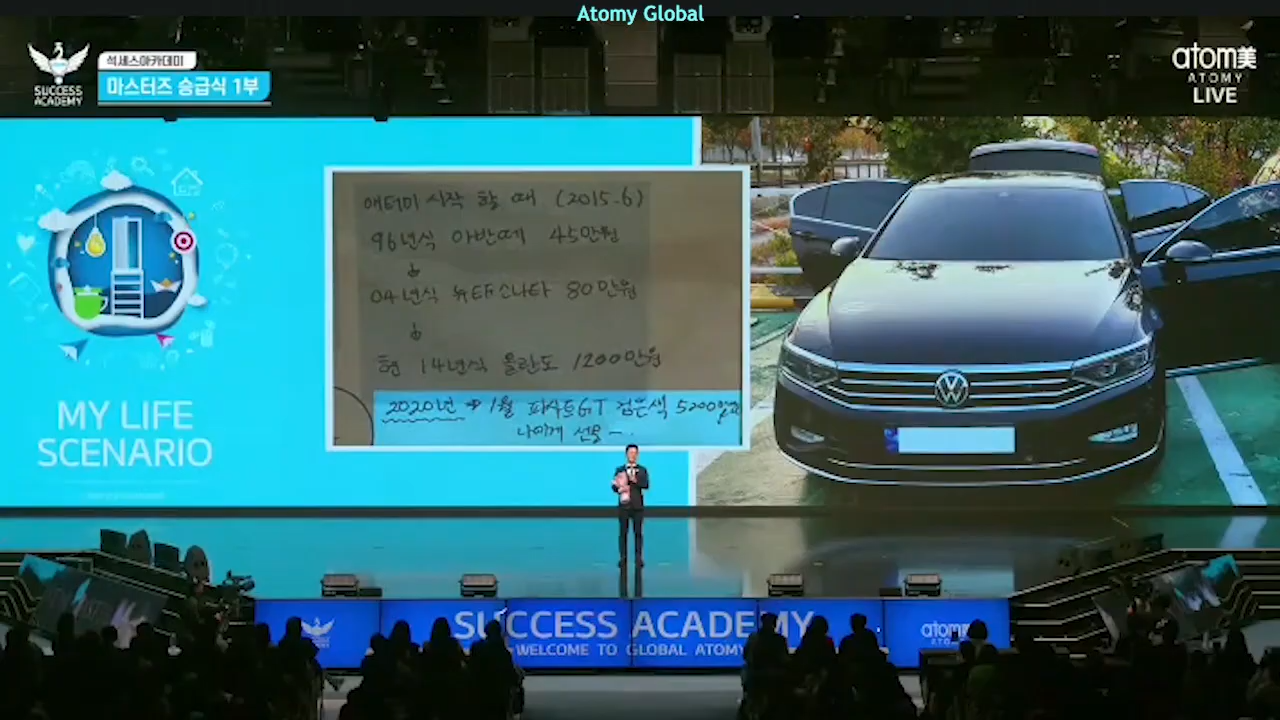 Atomy Global
SUCCESS
ACADEMY
석세스아카데미
마스터즈 승급식 1부
atom美
ATOMY
LIVE
애터미 시작 할 때 (2015.6)
96년식 아반떼 45만원
↓
04년식 뉴EF소나타 80만원
↓
현 14년식 올란도 1200만원
2020년 → 1월 파사트GT 검은색 5200만원
나에게 선물
MY LIFE
SCENARIO
SUCCESS ACADEMY
WELCOME TO GLOBAL ATOMY
atom